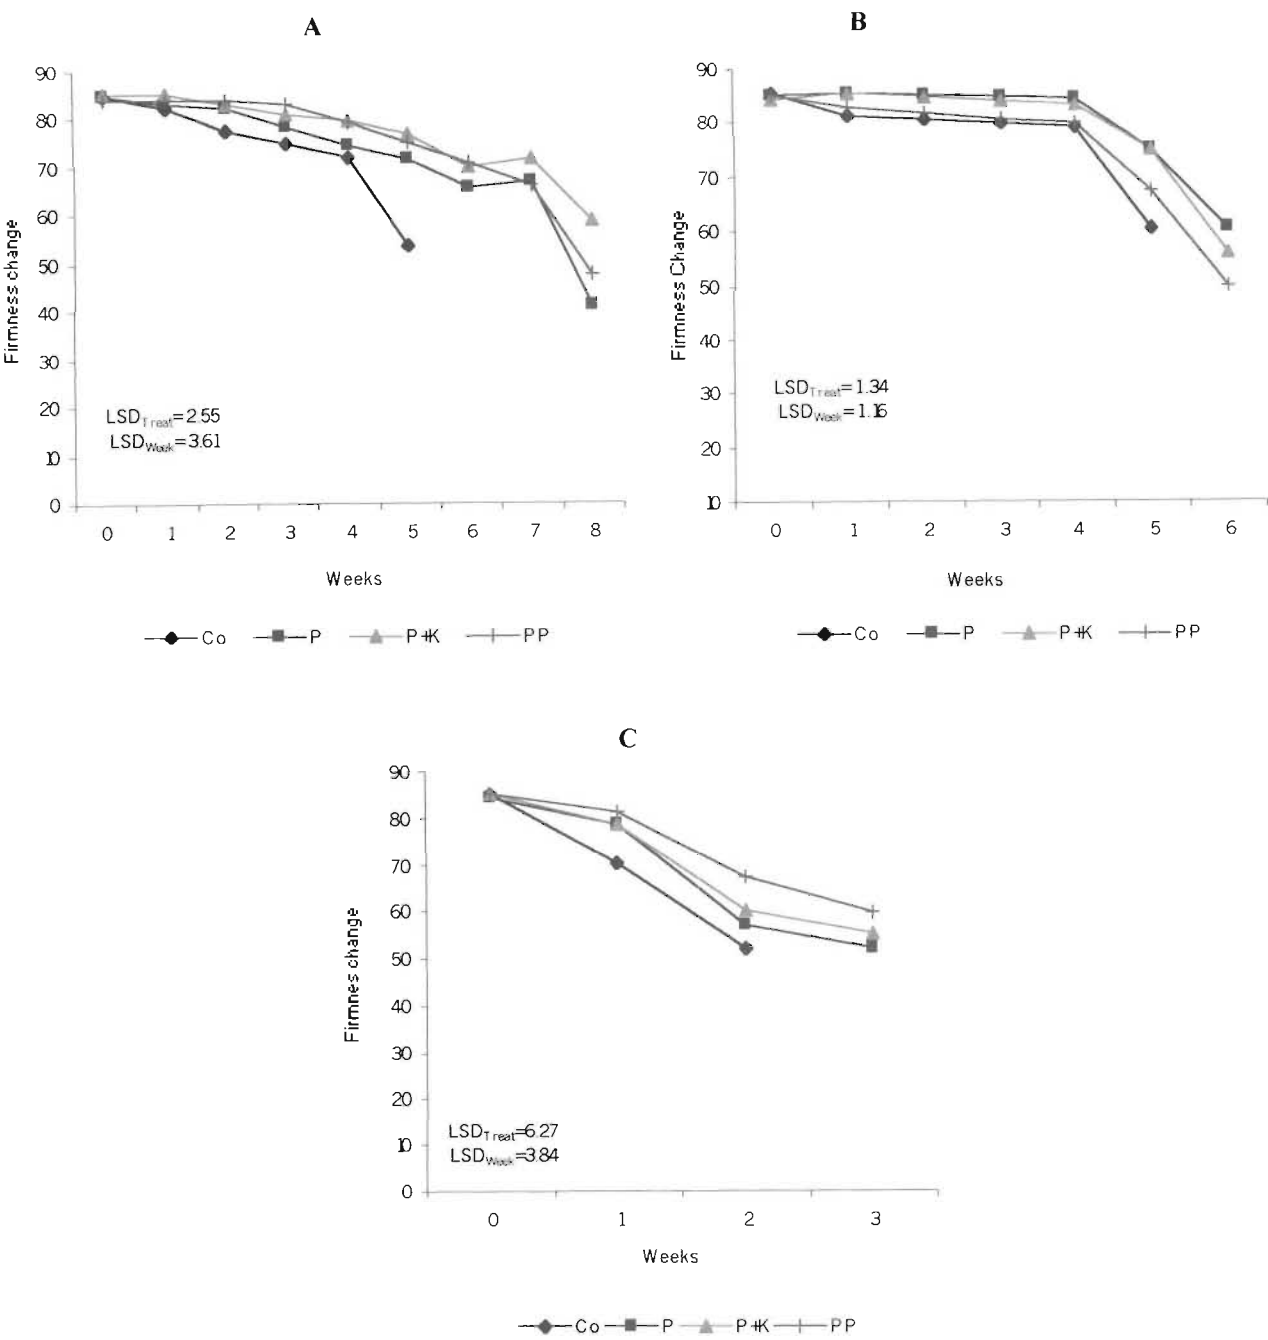 A
90
80
70
60
50
40
30
20
10
0
Firmness change
LSDTreat=2.55
LSDWeek=3.61
0 1 2 3 4 5 6 7 8
Weeks
Co P P+K PP
B
90
80
70
60
50
40
30
20
10
Firmness Change
LSDTreat=1.34
LSDWeek=1.16
0 1 2 3 4 5 6
Weeks
Co P P+K PP
C
90
80
70
60
50
40
30
20
10
0
Firmnes change
LSDTreat=6.27
LSDWeek=3.84
0 1 2 3
Weeks
Co P P+K PP